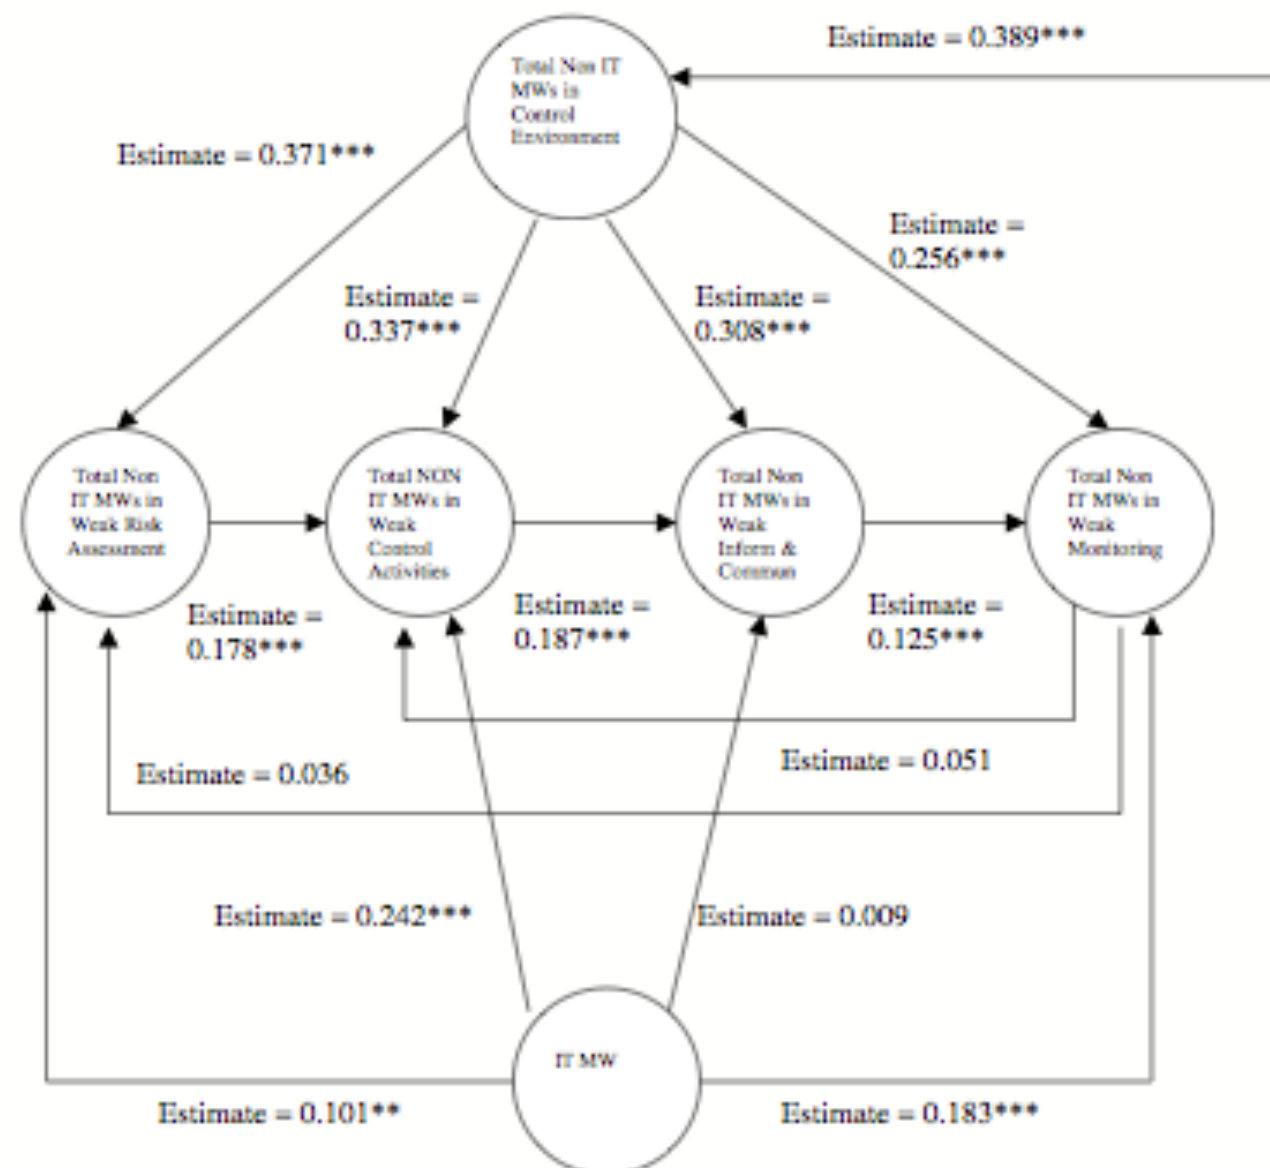 Estimate = 0.389***
Total Non IT
MWs in
Control
Environment
Estimate = 0.371***
Estimate =
0.256***
Estimate =
0.337***
Estimate =
0.308***
Total Non
IT MWs in
Weak Risk
Assessment
Total NON
IT MWs in
Weak
Control
Activities
Total Non
IT MWs in
Weak
Inform &
Commun
Total Non
IT MWs in
Weak
Monitoring
Estimate =
0.178***
Estimate =
0.187***
Estimate =
0.125***
Estimate = 0.036
Estimate = 0.051
Estimate = 0.242***
Estimate = 0.009
IT MW
Estimate = 0.101**
Estimate = 0.183***